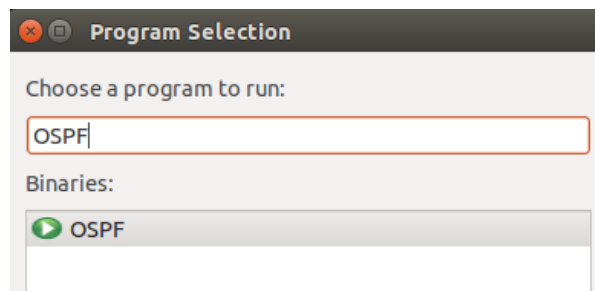 Program Selection
Choose a program to run:
OSPF
Binaries:
OSPF